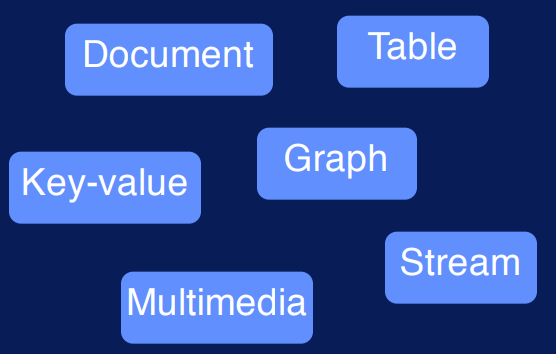 Document
Table
Graph
Key-value
Stream
Multimedia